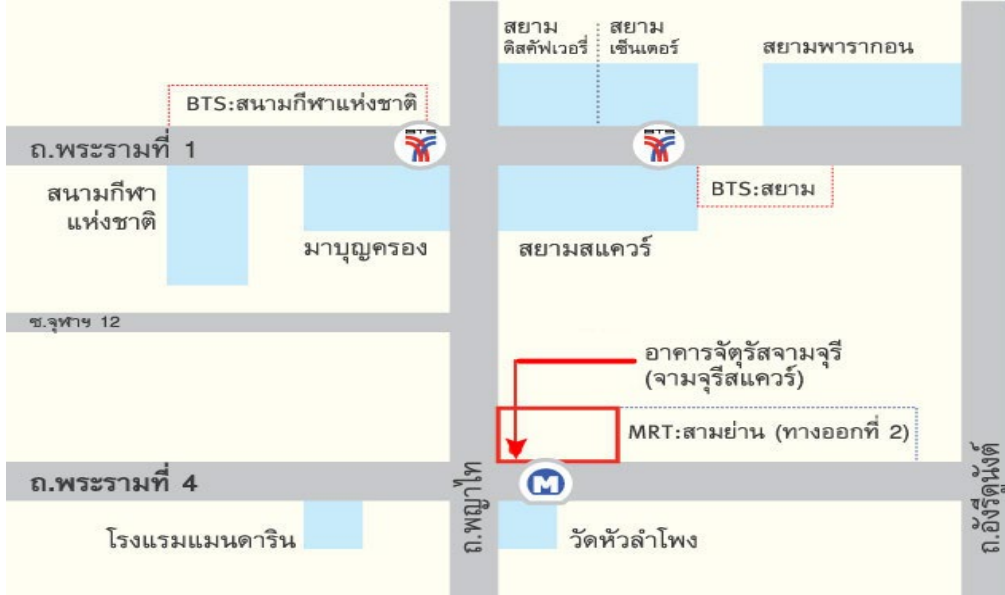 สยาม
ดิสคัฟเวอรี่
สยาม
เซ็นเตอร์
สยามพารากอน
BTS:สนามกีฬาแห่งชาติ
BTS
BTS
ถ.พระรามที่ 1
สนามกีฬา
แห่งชาติ
มาบุญครอง
สยามสแควร์
BTS:สยาม
ซ.จุฬาฯ 12
อาคารจัตุรัสจามจุรี
(จามจุรีสแควร์)
MRT:สามย่าน (ทางออกที่ 2)
ถ.พระรามที่ 4
M
ถ.พญาไท
ถ.อังรีดูนังต์
โรงแรมแมนดาริน
วัดหัวลำโพง